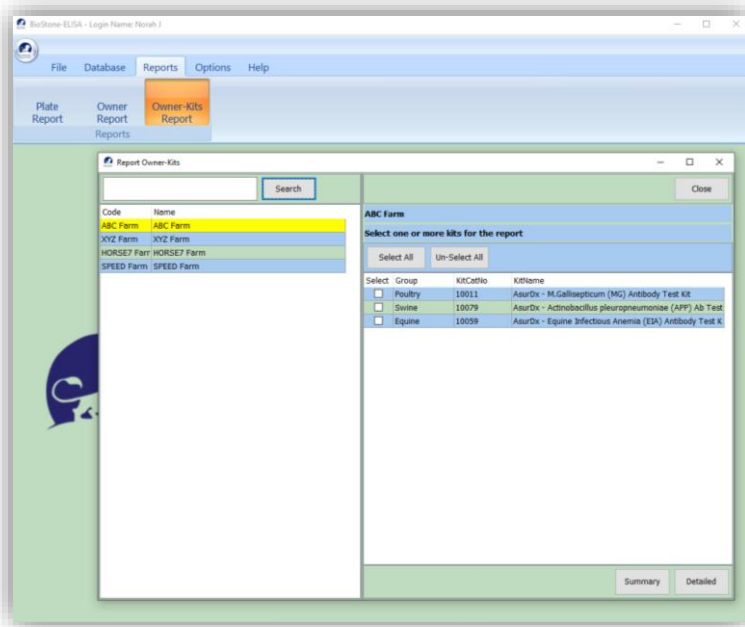 BioStone-ELISA - Login Name: Norah J
File Database Reports Options Help
Plate Report
Owner Report
Owner-Kits Report
Reports
Report Owner-Kits
Search
Close
Code Name
ABC Farm ABC Farm
XYZ Farm XYZ Farm
HORSE7 Farr HORSE7 Farm
SPEED Farm SPEED Farm
ABC Farm
Select one or more kits for the report
Select All Un-Select All
Select Group KitCatNo KitName
Poultry 10011 AsurDx - M.Gallisepticum (MG) Antibody Test Kit
Swine 10079 AsurDx - Actinobacillus pleuropneumoniae (APP) Ab Test
Equine 10059 AsurDx - Equine Infectious Anemia (EIA) Antibody Test K
Summary Detailed